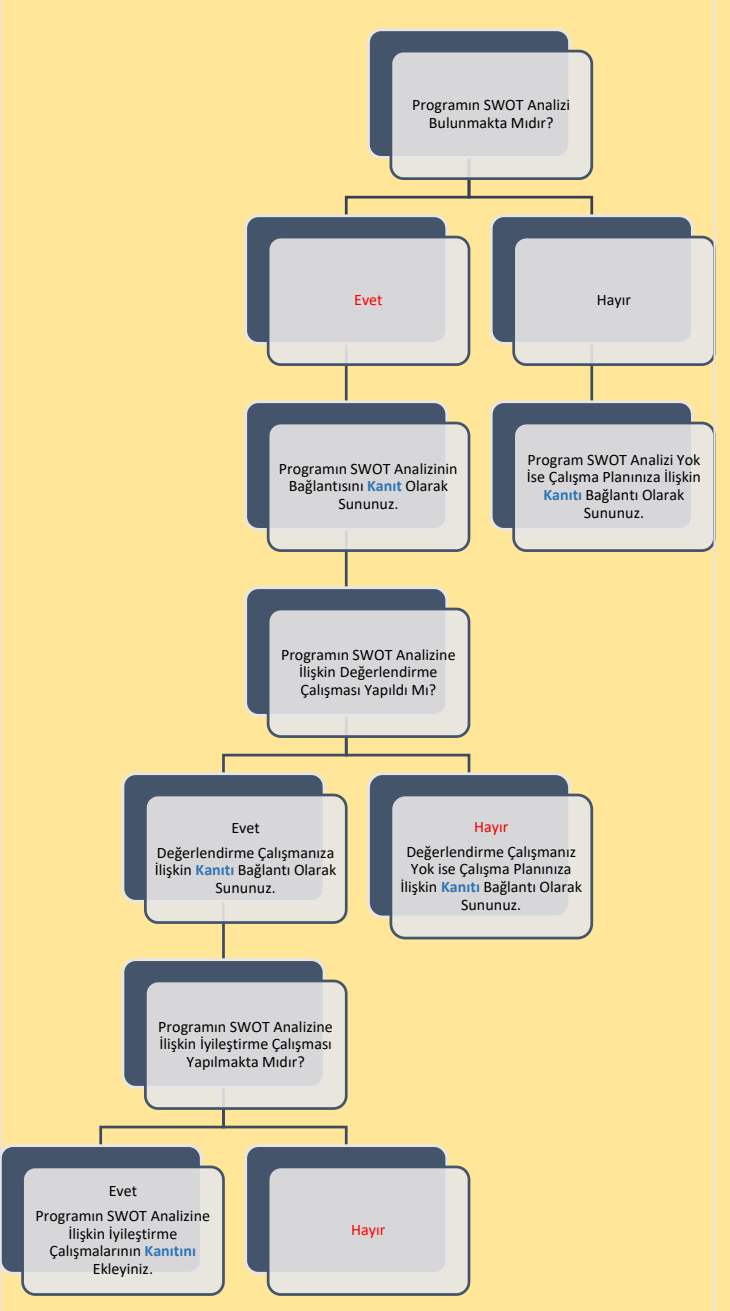 Programın SWOT Analizi
Bulunmakta Mıdır?
Evet
Hayır
Programın SWOT Analizinin
Bağlantısını Kanıt Olarak
Sununuz.
Program SWOT Analizi Yok
İse Çalışma Planınıza İlişkin
Kanıtı Bağlantı Olarak
Sununuz.
Programın SWOT Analizine
İlişkin Değerlendirme
Çalışması Yapıldı Mı?
Evet
Değerlendirme Çalışmanıza
İlişkin Kanıtı Bağlantı Olarak
Sununuz.
Hayır
Değerlendirme Çalışmanız
Yok ise Çalışma Planınıza
İlişkin Kanıtı Bağlantı Olarak
Sununuz.
Programın SWOT Analizine
İlişkin İyileştirme Çalışması
Yapılmakta Mıdır?
Evet
Programın SWOT Analizine
İlişkin İyileştirme
Çalışmalarının Kanıtını
Ekleyiniz.
Hayır